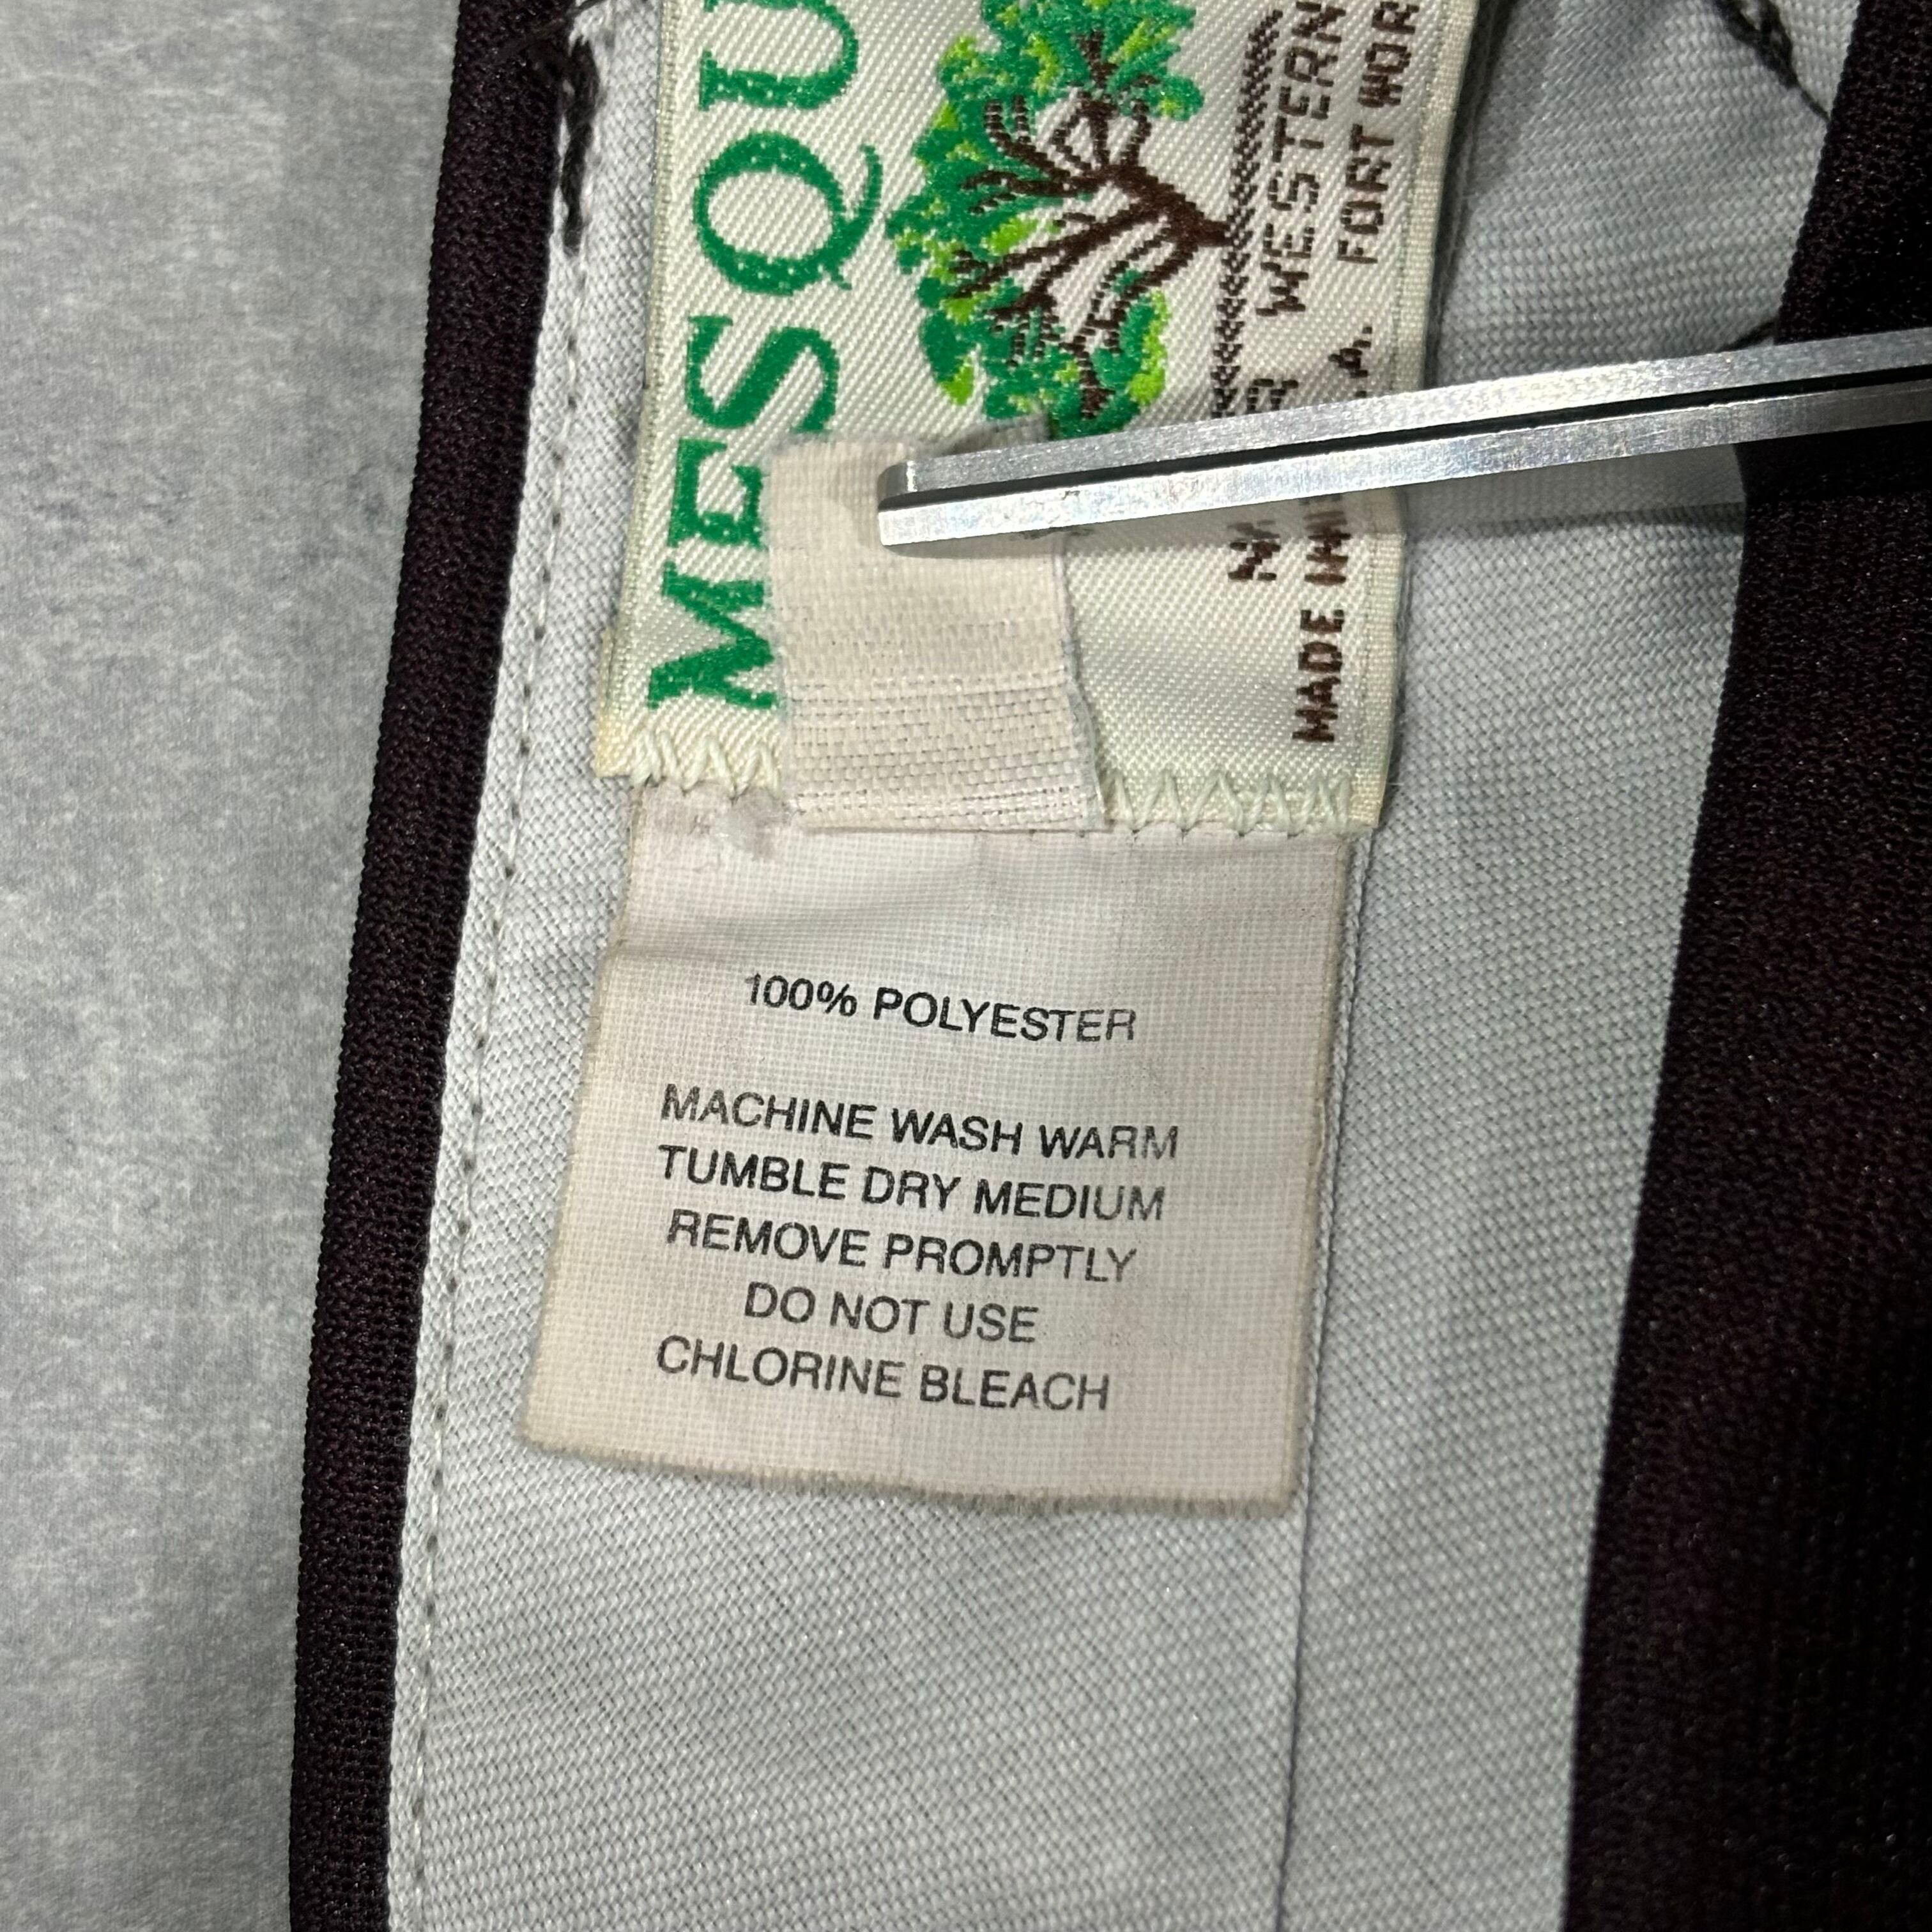 MESQU
WESTERN
MADE IN
FORT WOR
100% POLYESTER
MACHINE WASH WARM
TUMBLE DRY MEDIUM
REMOVE PROMPTLY
DO NOT USE
CHLORINE BLEACH